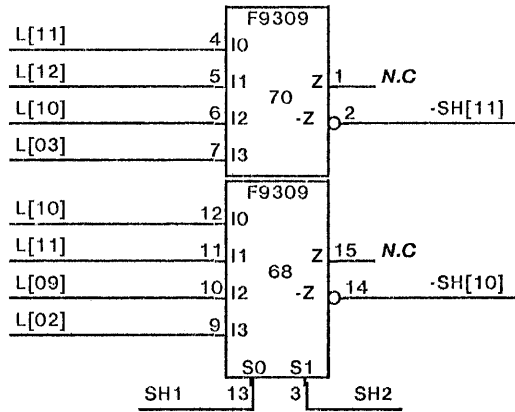 F9309
L[11] 4 I0
L[12] 5 I1 Z 1 N.C
70
L[10] 6 I2 -Z 2 -SH[11]
L[03] 7 I3
F9309
L[10] 12 I0
L[11] 11 I1 Z 15 N.C
68
L[09] 10 I2 -Z 14 -SH[10]
L[02] 9 I3
S0 S1
SH1 13 3 SH2